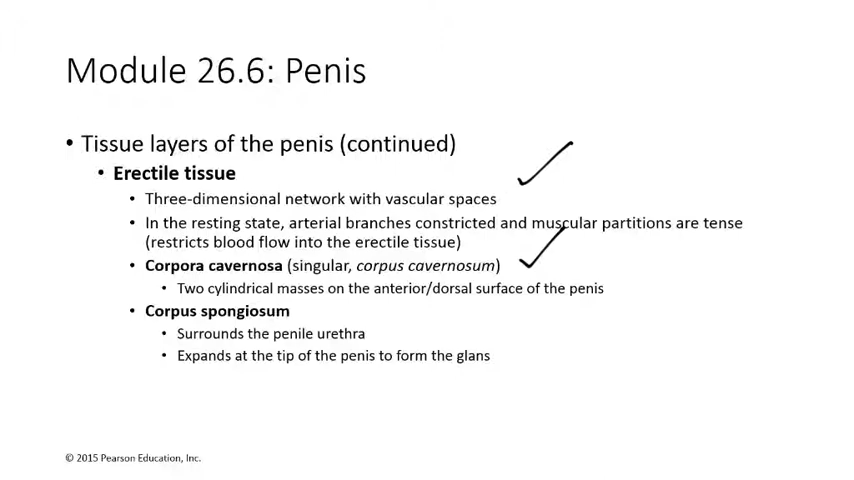 Module 26.6: Penis
• Tissue layers of the penis (continued)
• Erectile tissue
• Three-dimensional network with vascular spaces
• In the resting state, arterial branches constricted and muscular partitions are tense
(restricts blood flow into the erectile tissue)
• Corpora cavernosa (singular, corpus cavernosum)
• Two cylindrical masses on the anterior/dorsal surface of the penis
• Corpus spongiosum
• Surrounds the penile urethra
• Expands at the tip of the penis to form the glans
© 2015 Pearson Education, Inc.